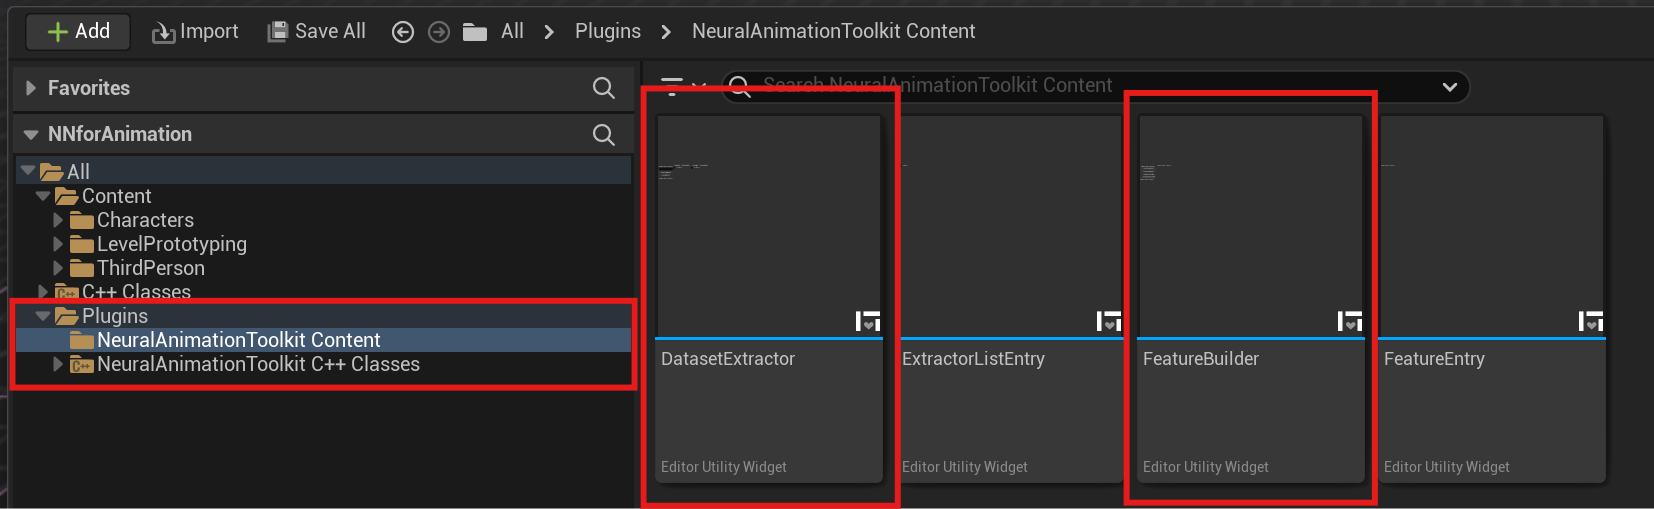 Add Import Save All All Plugins NeuralAnimationToolkit Content
Favorites
Search NeuralAnimationToolkit Content
NNforAnimation
All
Content
Characters
LevelPrototyping
ThirdPerson
C++ Classes
Plugins
NeuralAnimationToolkit Content
C++ NeuralAnimationToolkit C++ Classes
DatasetExtractor
Editor Utility Widget
ExtractorListEntry
Editor Utility Widget
FeatureBuilder
Editor Utility Widget
FeatureEntry
Editor Utility Widget